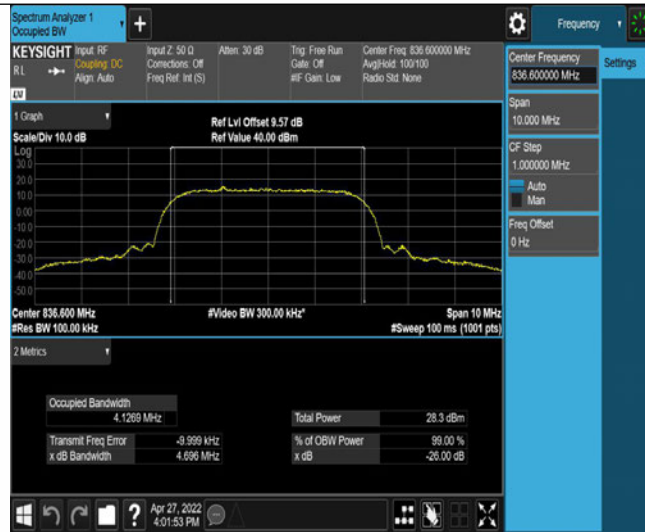 Spectrum Analyzer 1
Occupied BW
Frequency
KEYSIGHT
Input: RF
Input Z: 50 Ω
Atten: 30 dB
Trig: Free Run
Center Freq: 836.600000 MHz
RL
Coupling: DC
Corrections: Off
Gate: Off
Avg|Hold: 100/100
Align: Auto
Freq Ref: Int (S)
#IF Gain: Low
Radio Std: None
Center Frequency
836.600000 MHz
Settings
Span
10.000 MHz
CF Step
1.000000 MHz
Auto
Man
Freq Offset
0 Hz
1 Graph
Ref Lvl Offset 9.57 dB
Scale/Div 10.0 dB
Ref Value 40.00 dBm
Log
30.0
20.0
10.0
0.00
-10.0
-20.0
-30.0
-40.0
-50.0
Center 836.600 MHz
#Video BW 300.00 kHz*
Span 10 MHz
#Res BW 100.00 kHz
#Sweep 100 ms (1001 pts)
2 Metrics
Occupied Bandwidth
4.1269 MHz
Total Power
28.3 dBm
Transmit Freq Error
-9.999 kHz
% of OBW Power
99.00 %
x dB Bandwidth
4.696 MHz
x dB
-26.00 dB
?
Apr 27, 2022
4:01:53 PM